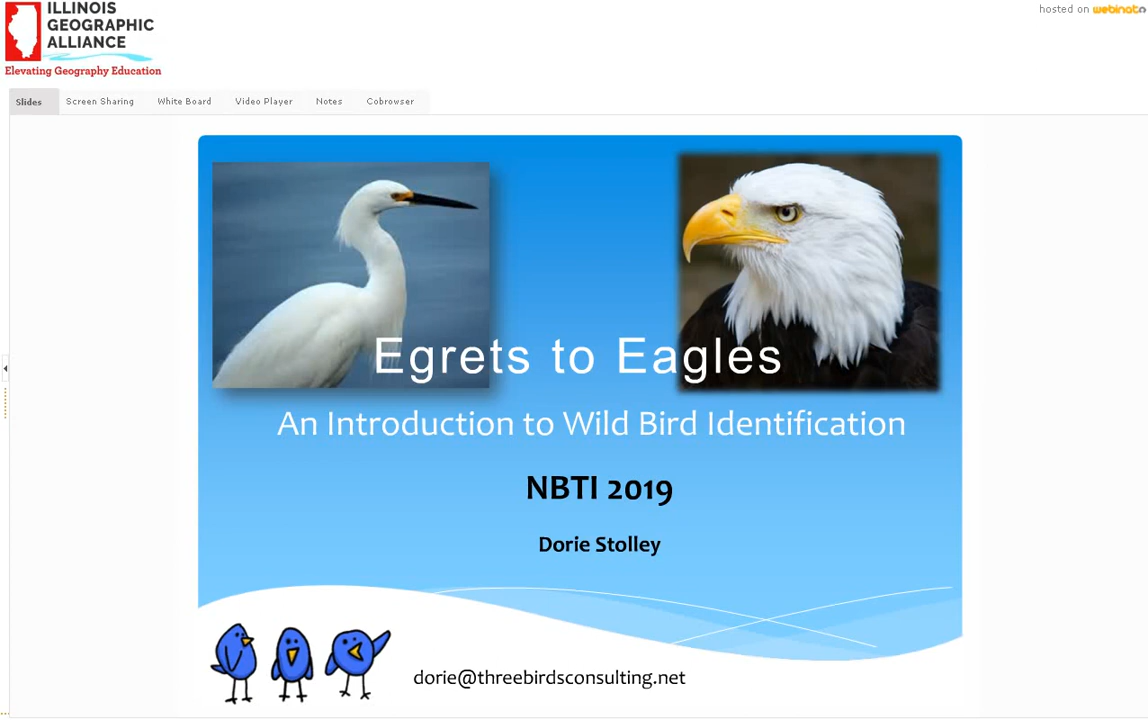 ILLINOIS
GEOGRAPHIC
ALLIANCE
Elevating Geography Education
hosted on webinato
Slides Screen Sharing White Board Video Player Notes Cobrowser
Egrets to Eagles
An Introduction to Wild Bird Identification
NBTI 2019
Dorie Stolley
dorie@threebirdsconsulting.net